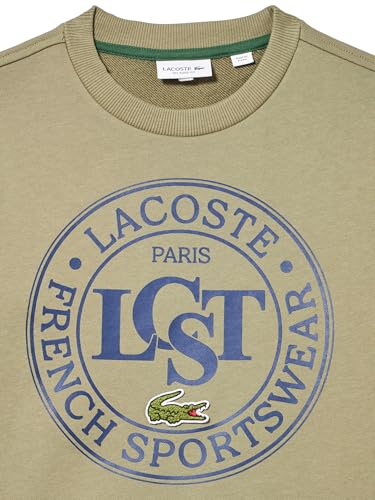 LACOSTE
• LACOSTE •
PARIS
LCST
FRENCH SPORTSWEAR